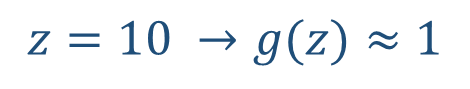 z = 10 → g(z) ≈ 1